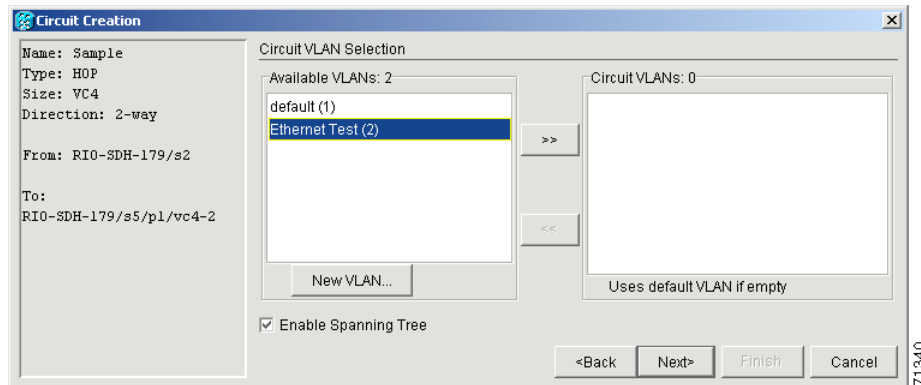 Circuit Creation
Name: Sample
Type: HOP
Size: VC4
Direction: 2-way
From: RIO-SDH-179/s2
To:
RIO-SDH-179/s5/p1/vc4-2
Circuit VLAN Selection
Available VLANs: 2
default (1)
Ethernet Test (2)
New VLAN...
>>
<<
Circuit VLANs: 0
Uses default VLAN if empty
Enable Spanning Tree
<Back
Next>
Finish
Cancel
71340